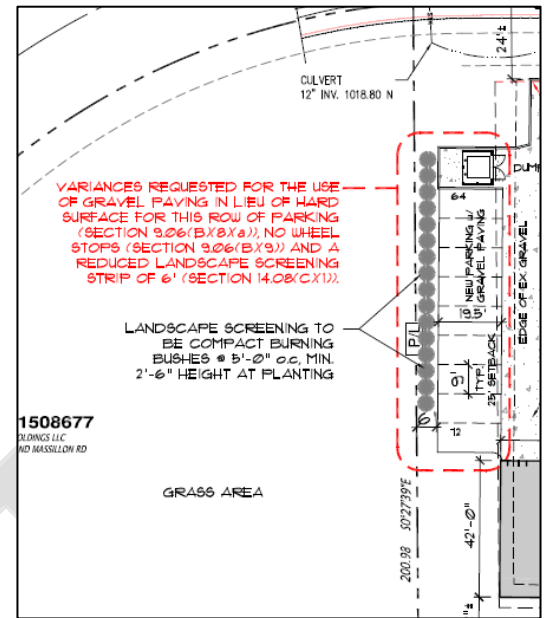 CULVERT
12" INV. 1018.80 N
24'±
DUMP
VARIANCES REQUESTED FOR THE USE
OF GRAVEL PAVING IN LIEU OF HARD
SURFACE FOR THIS ROW OF PARKING
(SECTION 9.06(B)(8)(a)), NO WHEEL
STOPS (SECTION 9.06(B)(9)) AND A
REDUCED LANDSCAPE SCREENING
STRIP OF 6' (SECTION 14.08(C)(1)).
64
NEW PARKING w/
GRAVEL PAVING
EDGE OF EX. GRAVEL
19.5'
LANDSCAPE SCREENING TO
BE COMPACT BURNING
BUSHES @ 5'-0" o.c, MIN.
2'-6" HEIGHT AT PLANTING
P/L
9'
TYP.
25' SETBACK
6'
72
1508677
OLDINGS LLC
ND MASSILLON RD
GRASS AREA
200.98 S0°27'39"E
42'-0"
"±